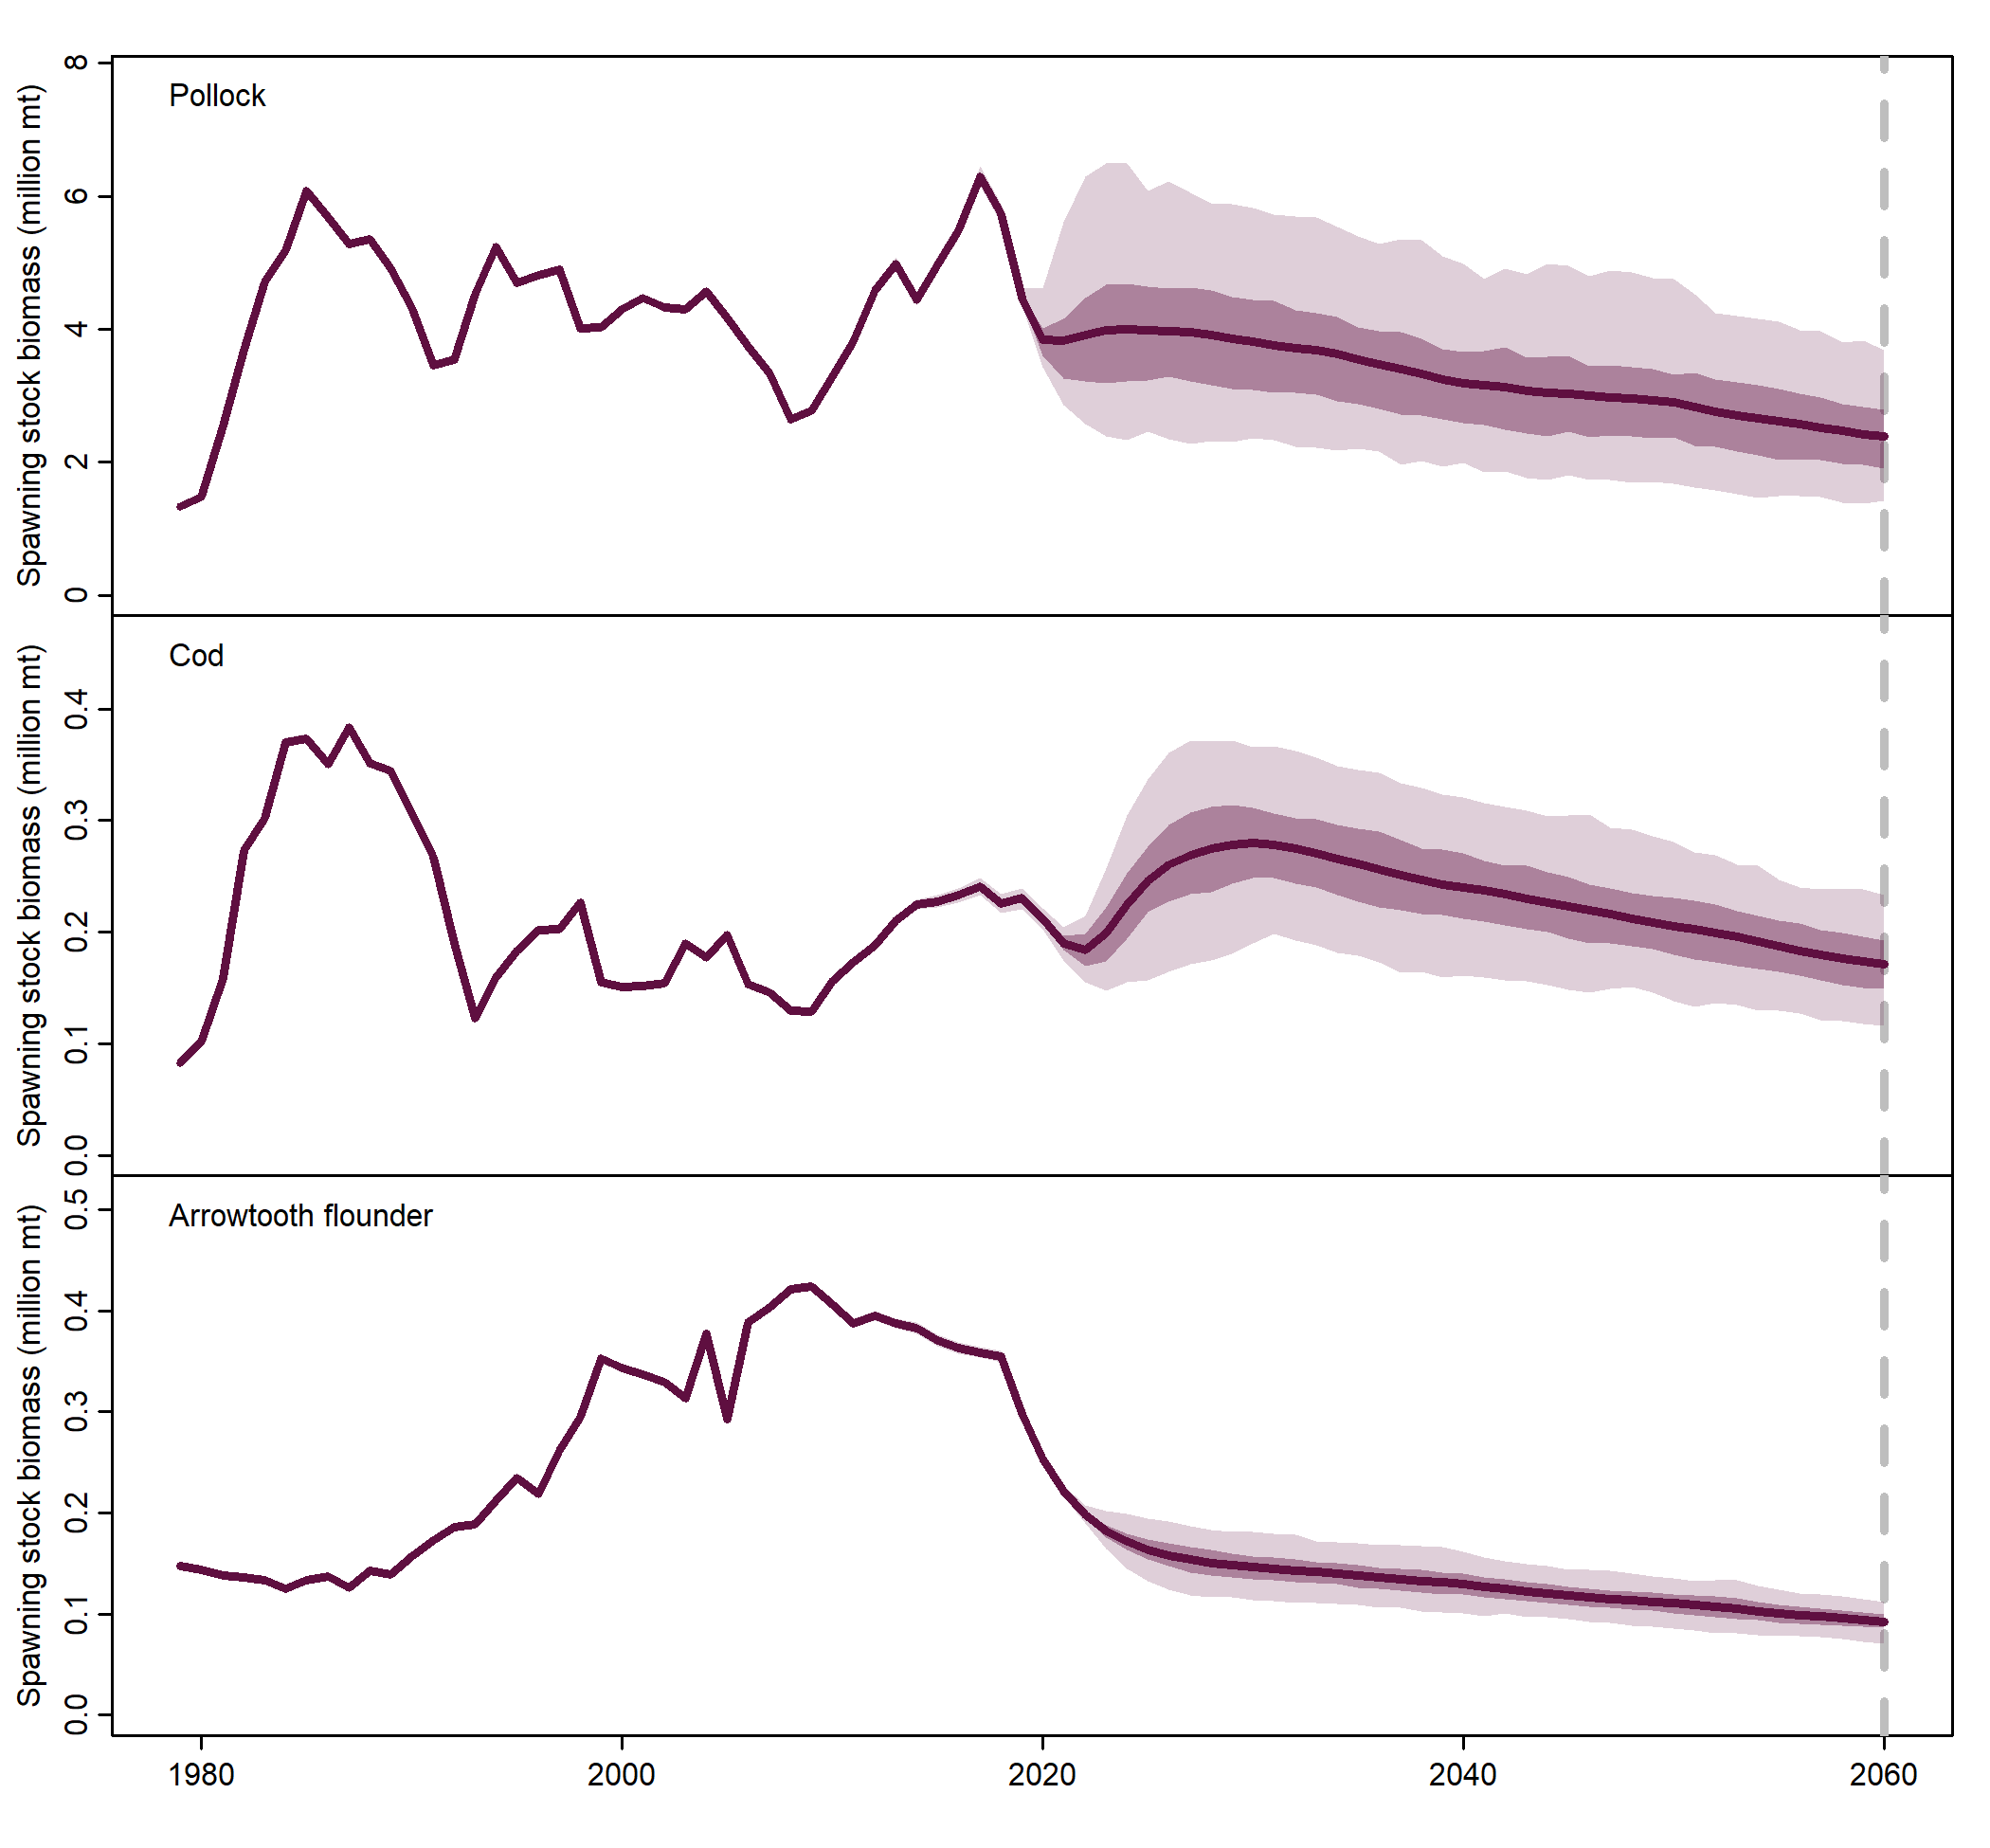 Pollock
Spawning stock biomass (million mt)
8
6
4
2
0
Cod
Spawning stock biomass (million mt)
0.4
0.3
0.2
0.1
0.0
Arrowtooth flounder
Spawning stock biomass (million mt)
0.5
0.4
0.3
0.2
0.1
0.0
1980 2000 2020 2040 2060